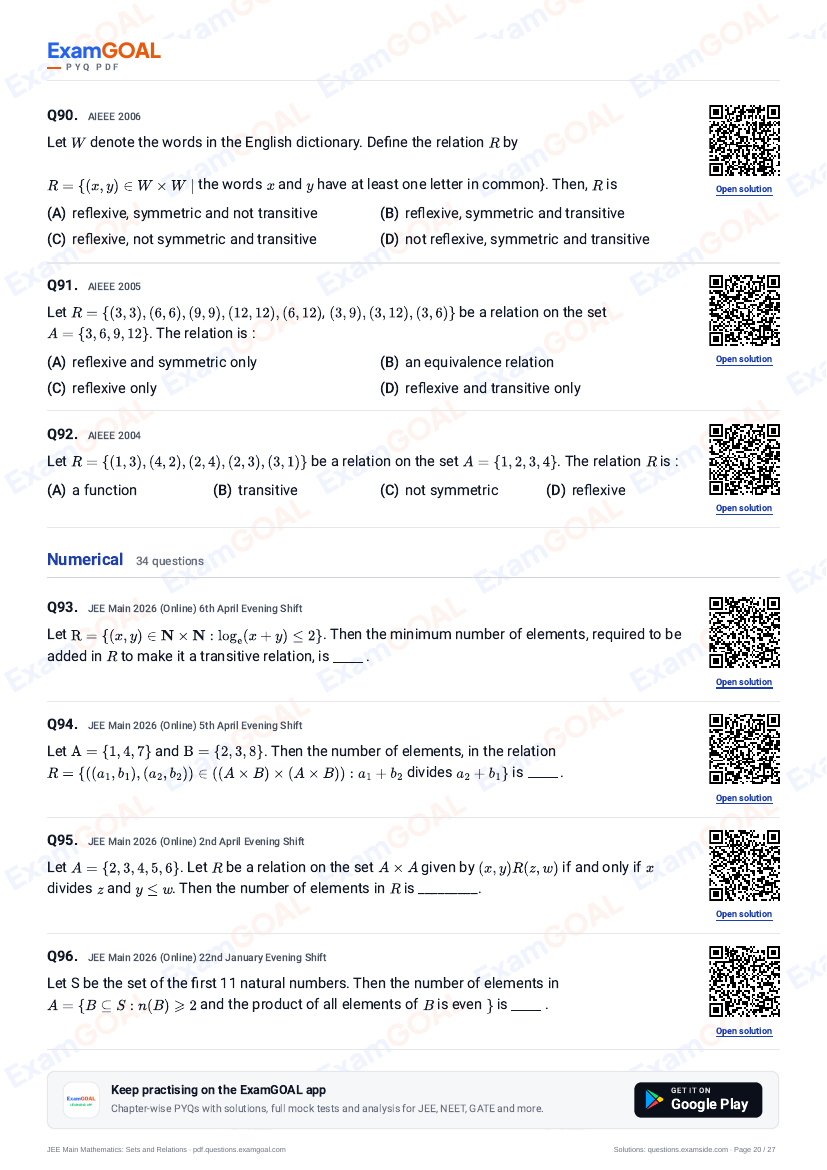 ExamGOAL
PYQ PDF
Q90. AIEEE 2006
Let W denote the words in the English dictionary. Define the relation R by
R = {(x, y) ∈ W × W | the words x and y have at least one letter in common}. Then, R is
(A) reflexive, symmetric and not transitive (B) reflexive, symmetric and transitive
(C) reflexive, not symmetric and transitive (D) not reflexive, symmetric and transitive
Open solution
Q91. AIEEE 2005
Let R = {(3, 3), (6, 6), (9, 9), (12, 12), (6, 12), (3, 9), (3, 12), (3, 6)} be a relation on the set
A = {3, 6, 9, 12}. The relation is :
(A) reflexive and symmetric only (B) an equivalence relation
(C) reflexive only (D) reflexive and transitive only
Open solution
Q92. AIEEE 2004
Let R = {(1, 3), (4, 2), (2, 4), (2, 3), (3, 1)} be a relation on the set A = {1, 2, 3, 4}. The relation R is :
(A) a function (B) transitive (C) not symmetric (D) reflexive
Open solution
Numerical 34 questions
Q93. JEE Main 2026 (Online) 6th April Evening Shift
Let R = {(x, y) ∈ N × N : logₑ(x + y) ≤ 2}. Then the minimum number of elements, required to be
added in R to make it a transitive relation, is ____ .
Open solution
Q94. JEE Main 2026 (Online) 5th April Evening Shift
Let A = {1, 4, 7} and B = {2, 3, 8}. Then the number of elements, in the relation
R = {((a₁, b₁), (a₂, b₂)) ∈ ((A × B) × (A × B)) : a₁ + b₂ divides a₂ + b₁} is ____ .
Open solution
Q95. JEE Main 2026 (Online) 2nd April Evening Shift
Let A = {2, 3, 4, 5, 6}. Let R be a relation on the set A × A given by (x, y)R(z, w) if and only if x
divides z and y ≤ w. Then the number of elements in R is ________.
Open solution
Q96. JEE Main 2026 (Online) 22nd January Evening Shift
Let S be the set of the first 11 natural numbers. Then the number of elements in
A = {B ⊆ S : n(B) ⩾ 2 and the product of all elements of B is even } is ____ .
Open solution
Keep practising on the ExamGOAL app
Chapter-wise PYQs with solutions, full mock tests and analysis for JEE, NEET, GATE and more.
GET IT ON
Google Play
JEE Main Mathematics: Sets and Relations · pdf.questions.examgoal.com
Solutions: questions.examside.com · Page 20 / 27